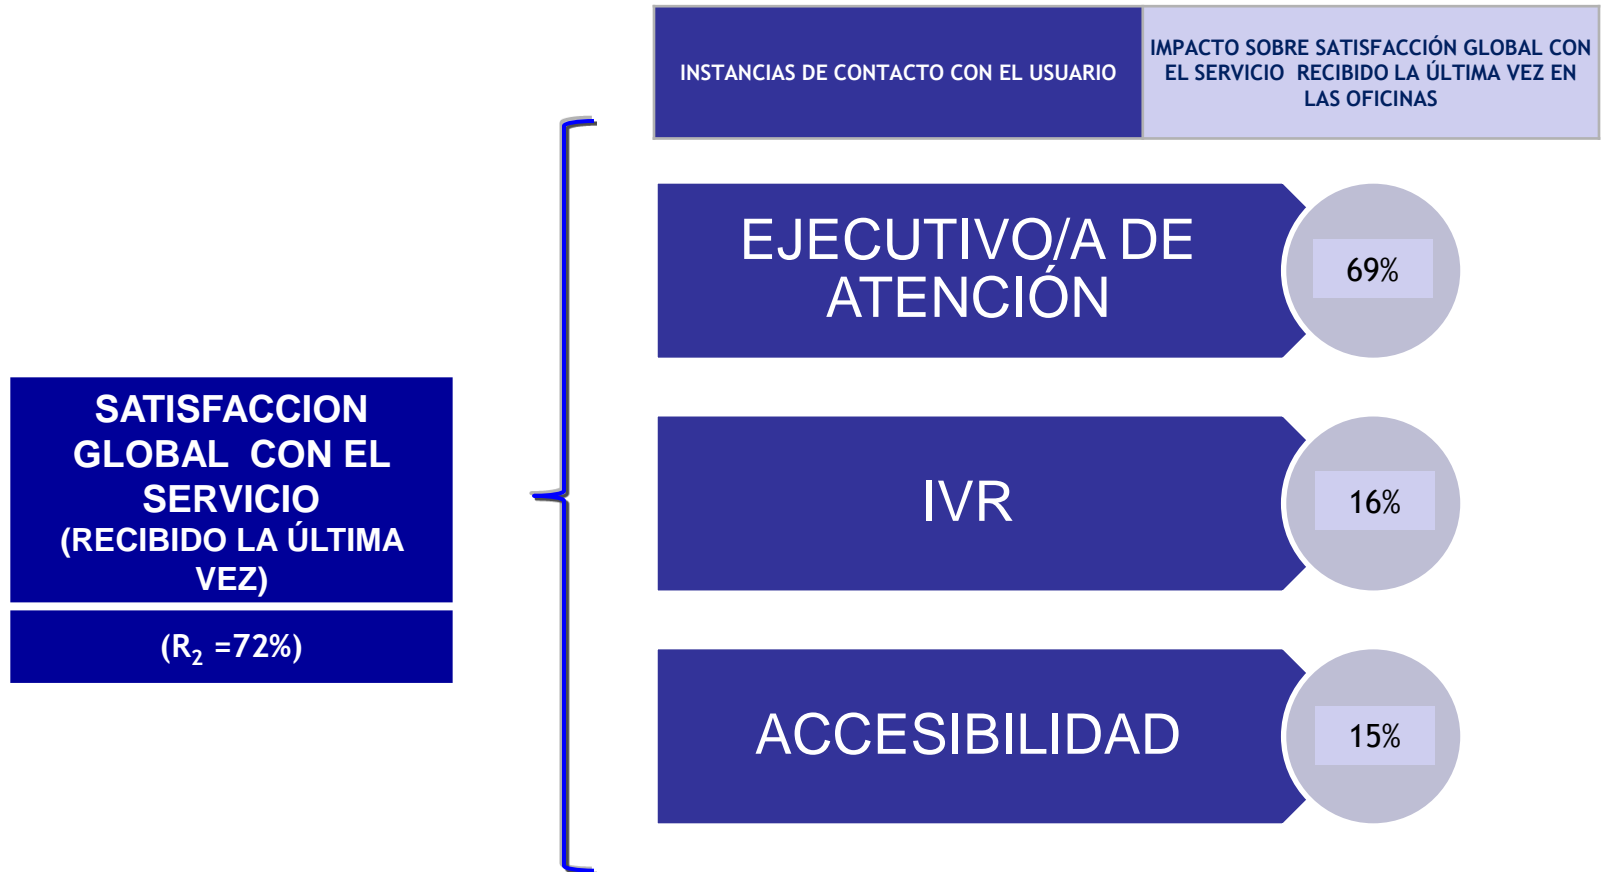 INSTANCIAS DE CONTACTO CON EL USUARIO
IMPACTO SOBRE SATISFACCIÓN GLOBAL CON
EL SERVICIO RECIBIDO LA ÚLTIMA VEZ EN
LAS OFICINAS
EJECUTIVO/A DE
ATENCIÓN
69%
SATISFACCION
GLOBAL CON EL
SERVICIO
(RECIBIDO LA ÚLTIMA
VEZ)
(R₂ =72%)
IVR
16%
ACCESIBILIDAD
15%